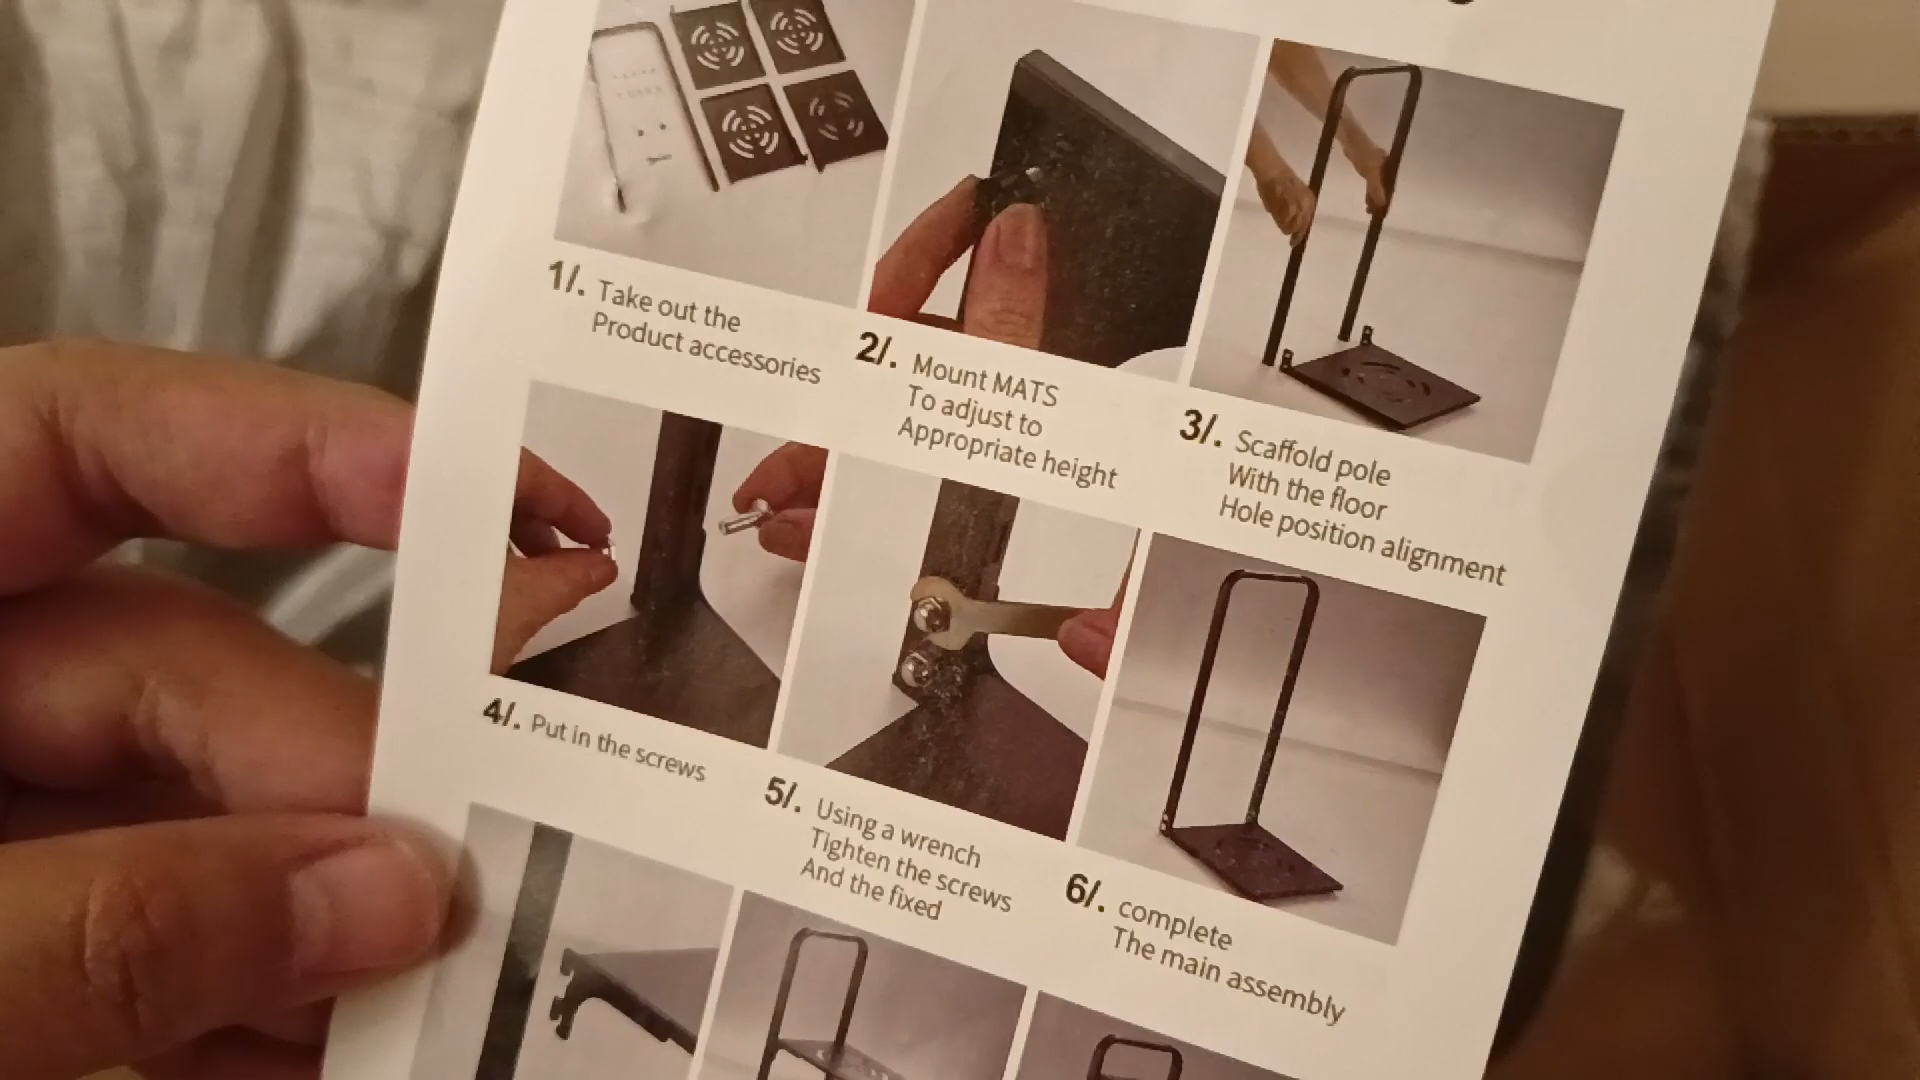 1/. Take out the
Product accessories
2/. Mount MATS
To adjust to
Appropriate height
3/. Scaffold pole
With the floor
Hole position alignment
4/. Put in the screws
5/. Using a wrench
Tighten the screws
And the fixed
6/. complete
The main assembly